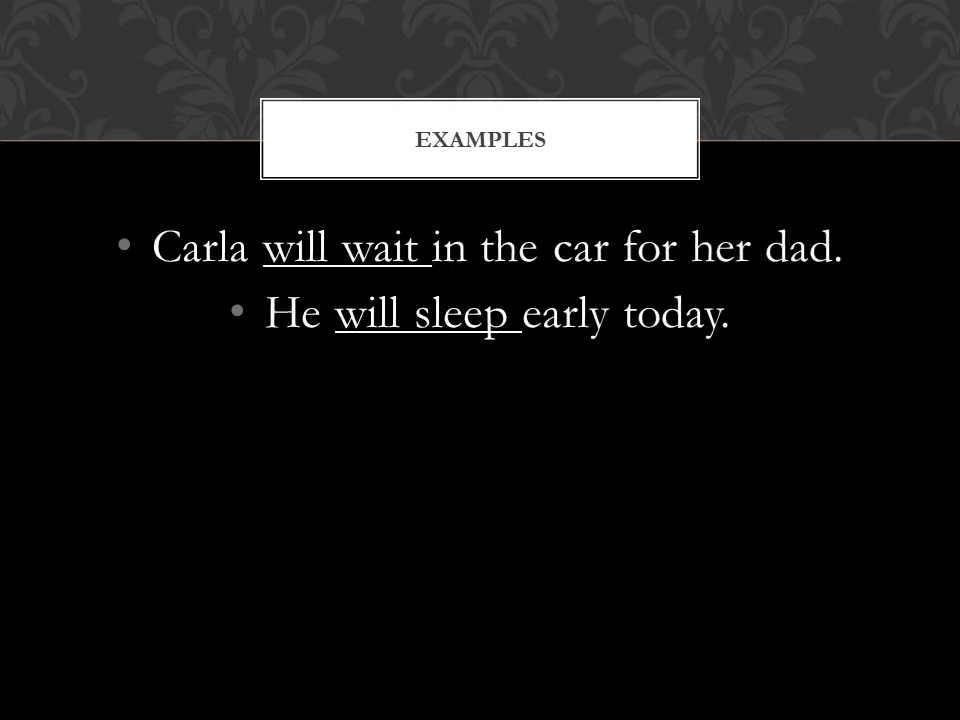 EXAMPLES
• Carla will wait in the car for her dad.
• He will sleep early today.